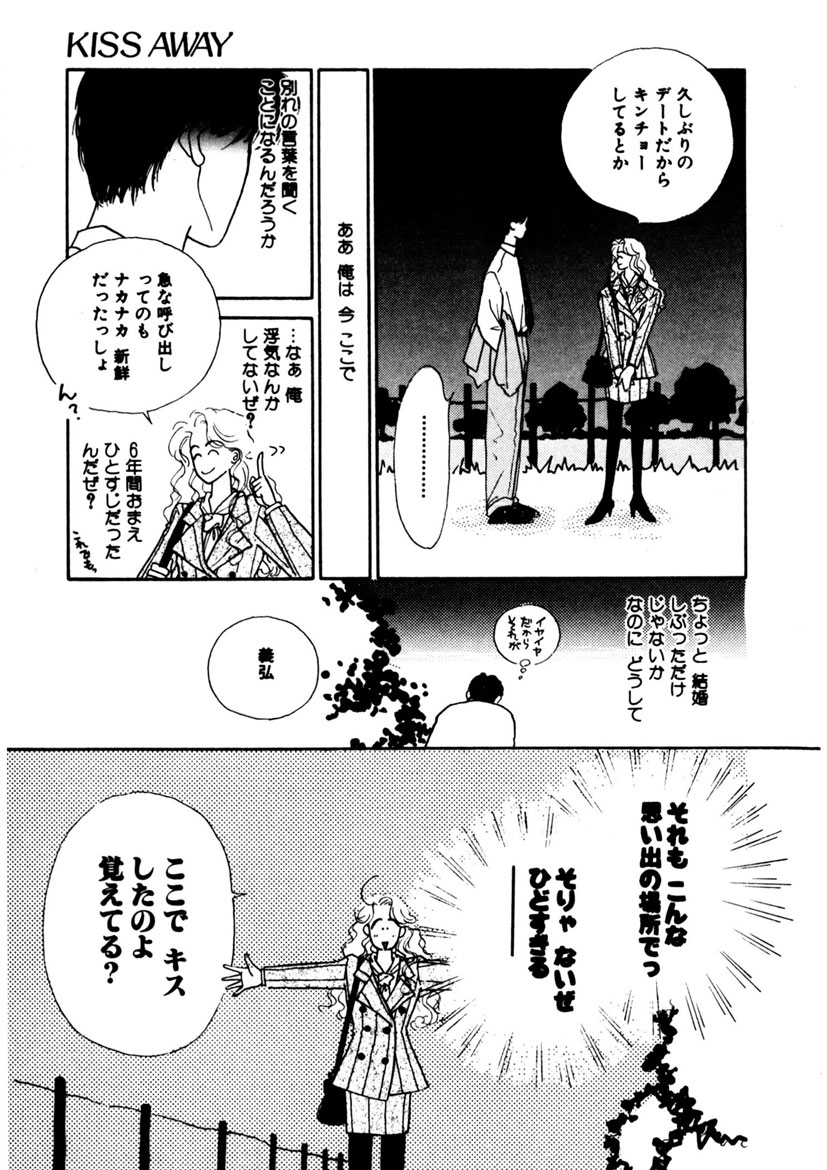 KISS AWAY
久しぶりの
デートだから
キンチョー
してるとか
…………
ああ 俺は 今 ここで
別れの言葉を聞く
ことになるんだろうか
急な呼び出し
ってのも
ナカナカ 新鮮
だったっしょ
ん?
…なぁ 俺
浮気なんか
してないぜ?
6年間おまえ
ひとすじだった
んだぜ?
ちょっと 結婚
しぶっただけ
じゃないか
なのに どうして
イヤイヤ
だから
それが
義弘
それも こんな
思い出の場所でっ
そりゃ ないぜ
ひどすぎる
――
ここで キス
したのよ
覚えてる?